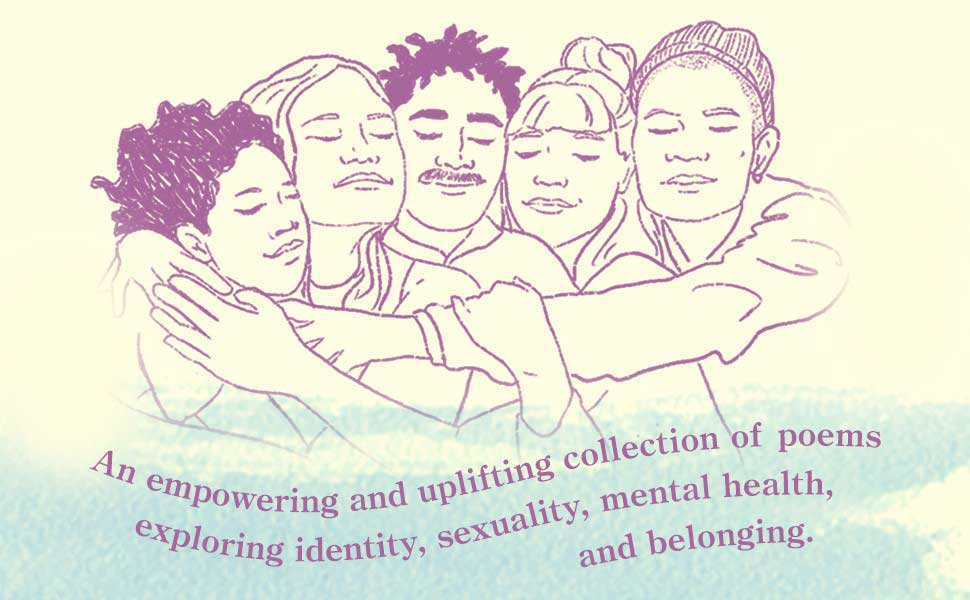 An empowering and uplifting collection of poems
exploring identity, sexuality, mental health,
and belonging.